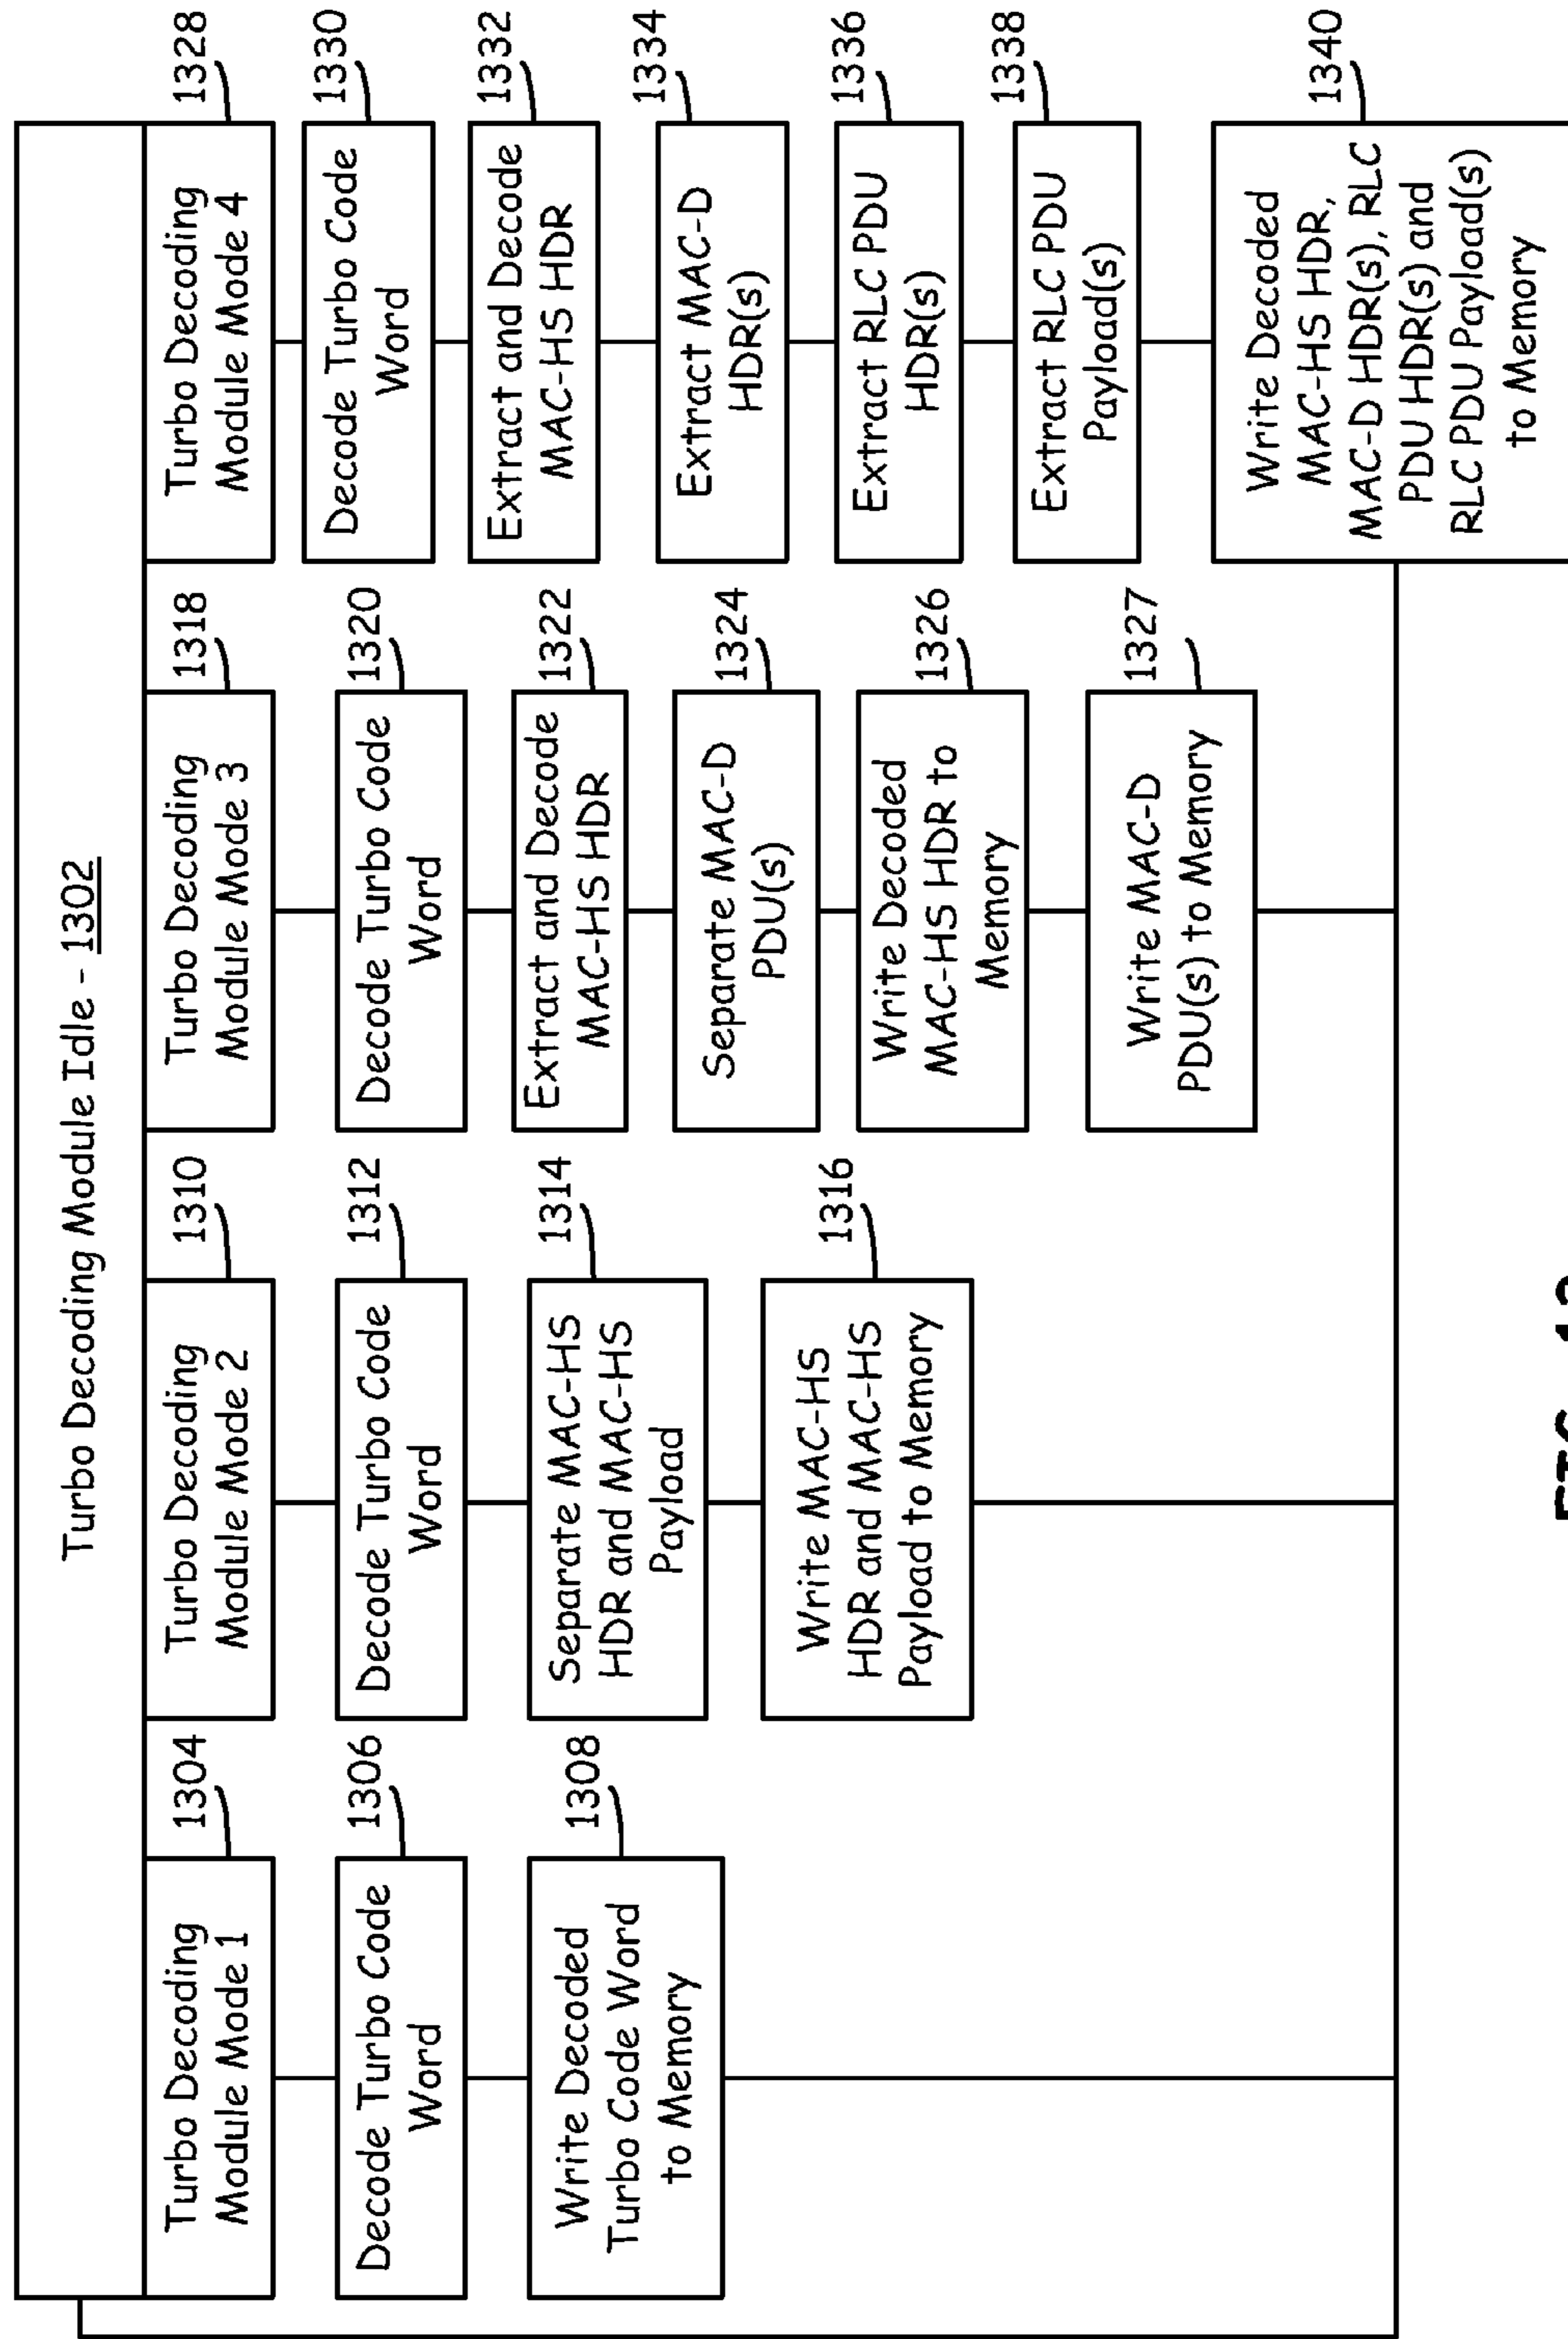 Turbo Decoding Module Idle - 1302
1304
Turbo Decoding
Module Mode 1
1306
Decode Turbo Code
Word
1308
Write Decoded
Turbo Code Word
to Memory
1310
Turbo Decoding
Module Mode 2
1312
Decode Turbo Code
Word
1314
Separate MAC-HS
HDR and MAC-HS
Payload
1316
Write MAC-HS
HDR and MAC-HS
Payload to Memory
1318
Turbo Decoding
Module Mode 3
1320
Decode Turbo Code
Word
1322
Extract and Decode
MAC-HS HDR
1324
Separate MAC-D
PDU(s)
1326
Write Decoded
MAC-HS HDR to
Memory
1327
Write MAC-D
PDU(s) to Memory
1328
Turbo Decoding
Module Mode 4
1330
Decode Turbo Code
Word
1332
Extract and Decode
MAC-HS HDR
1334
Extract MAC-D
HDR(s)
1336
Extract RLC PDU
HDR(s)
1338
Extract RLC PDU
Payload(s)
1340
Write Decoded
MAC-HS HDR,
MAC-D HDR(s), RLC
PDU HDR(s) and
RLC PDU Payload(s)
to Memory